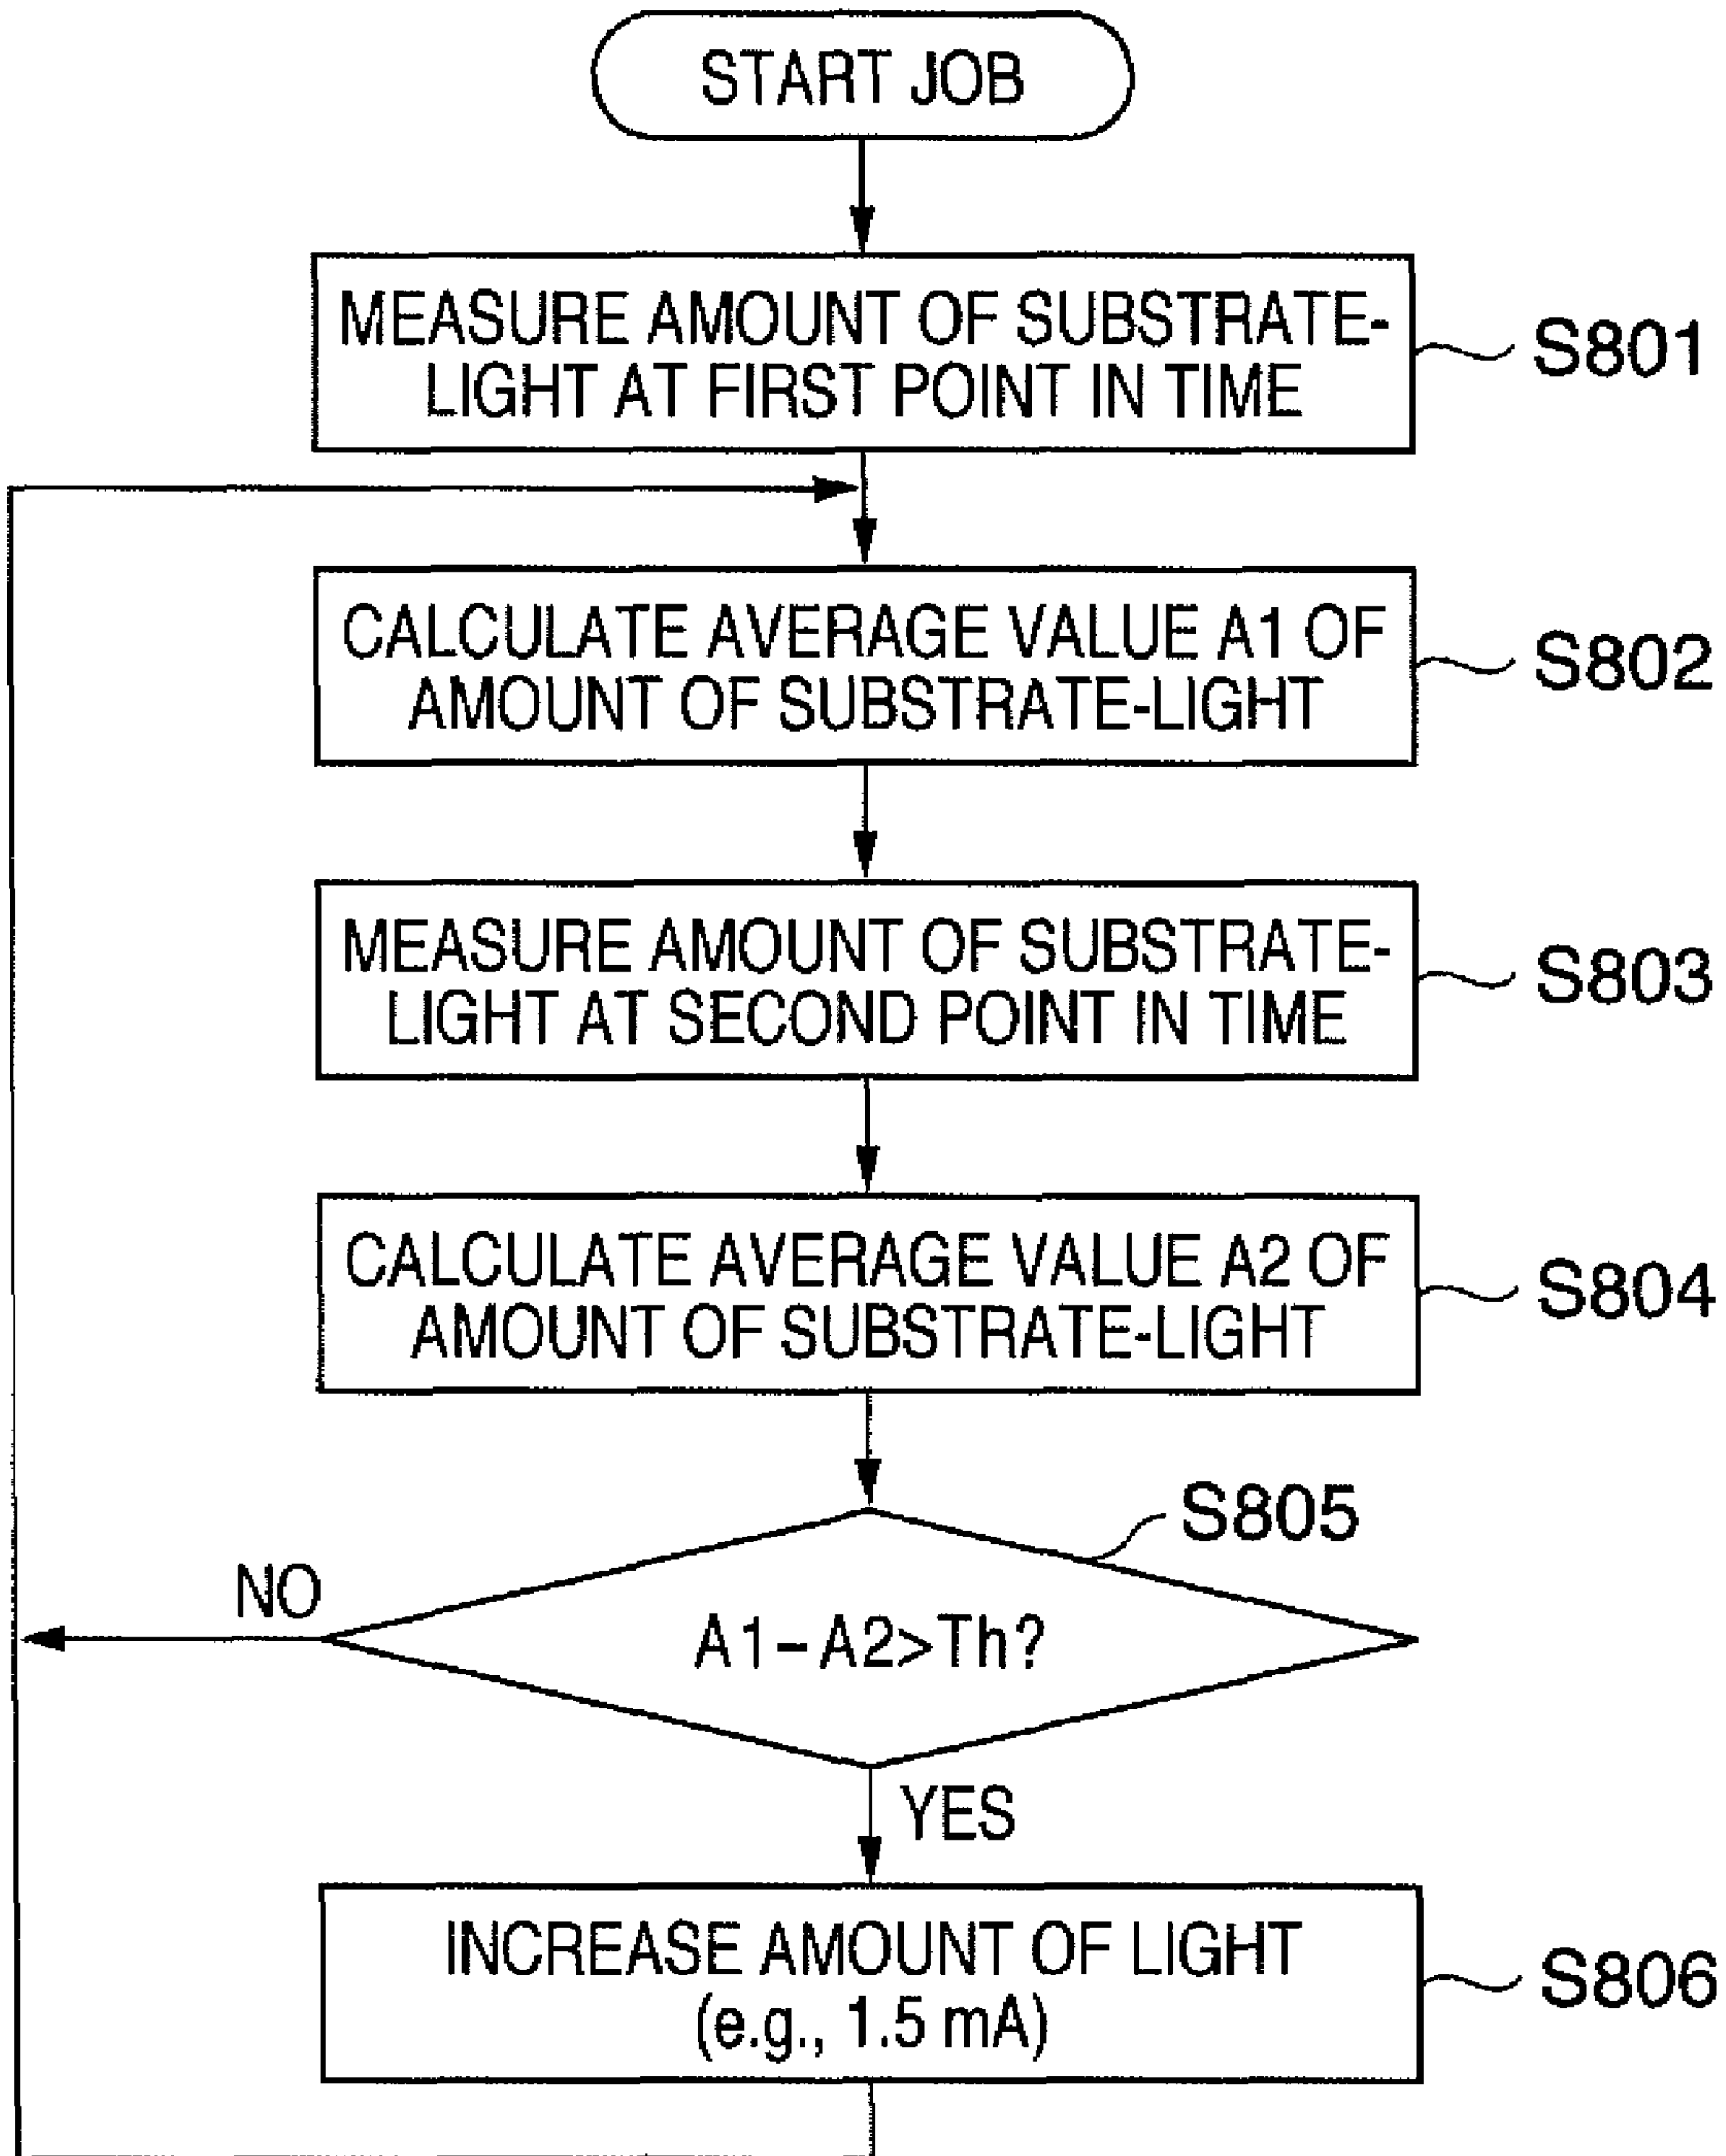 START JOB
MEASURE AMOUNT OF SUBSTRATE-
LIGHT AT FIRST POINT IN TIME
S801
CALCULATE AVERAGE VALUE A1 OF
AMOUNT OF SUBSTRATE-LIGHT
S802
MEASURE AMOUNT OF SUBSTRATE-
LIGHT AT SECOND POINT IN TIME
S803
CALCULATE AVERAGE VALUE A2 OF
AMOUNT OF SUBSTRATE-LIGHT
S804
S805
NO
A1–A2>Th?
YES
INCREASE AMOUNT OF LIGHT
(e.g., 1.5 mA)
S806